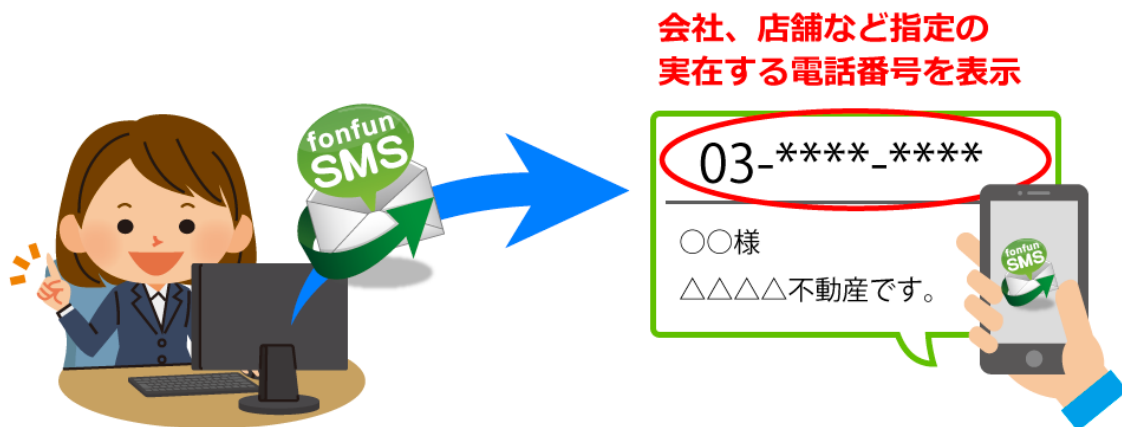 会社、店舗など指定の
実在する電話番号を表示
fonfun
SMS
03-****-****
○○様
△△△△不動産です。
fonfun
SMS